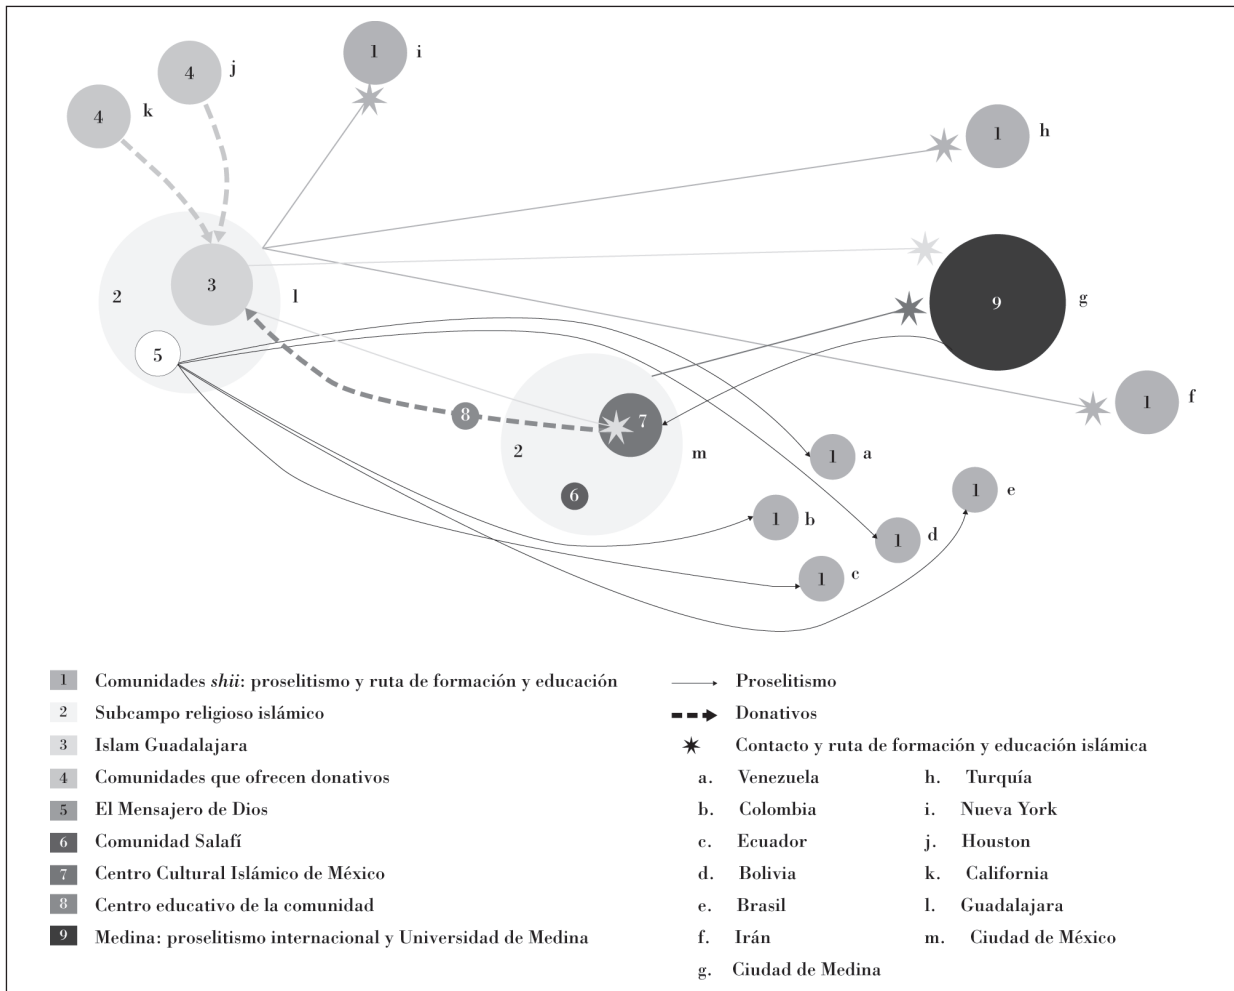 1 i
4 j
4 k
1 h
3
2 l
9 g
5
1 f
8
7
2 m
1 a
6
1 e
1 b
1 d
1 c
1 Comunidades shii: proselitismo y ruta de formación y educación
2 Subcampo religioso islámico
3 Islam Guadalajara
4 Comunidades que ofrecen donativos
5 El Mensajero de Dios
6 Comunidad Salafí
7 Centro Cultural Islámico de México
8 Centro educativo de la comunidad
9 Medina: proselitismo internacional y Universidad de Medina
Proselitismo
Donativos
Contacto y ruta de formación y educación islámica
a. Venezuela
b. Colombia
c. Ecuador
d. Bolivia
e. Brasil
f. Irán
g. Ciudad de Medina
h. Turquía
i. Nueva York
j. Houston
k. California
l. Guadalajara
m. Ciudad de México